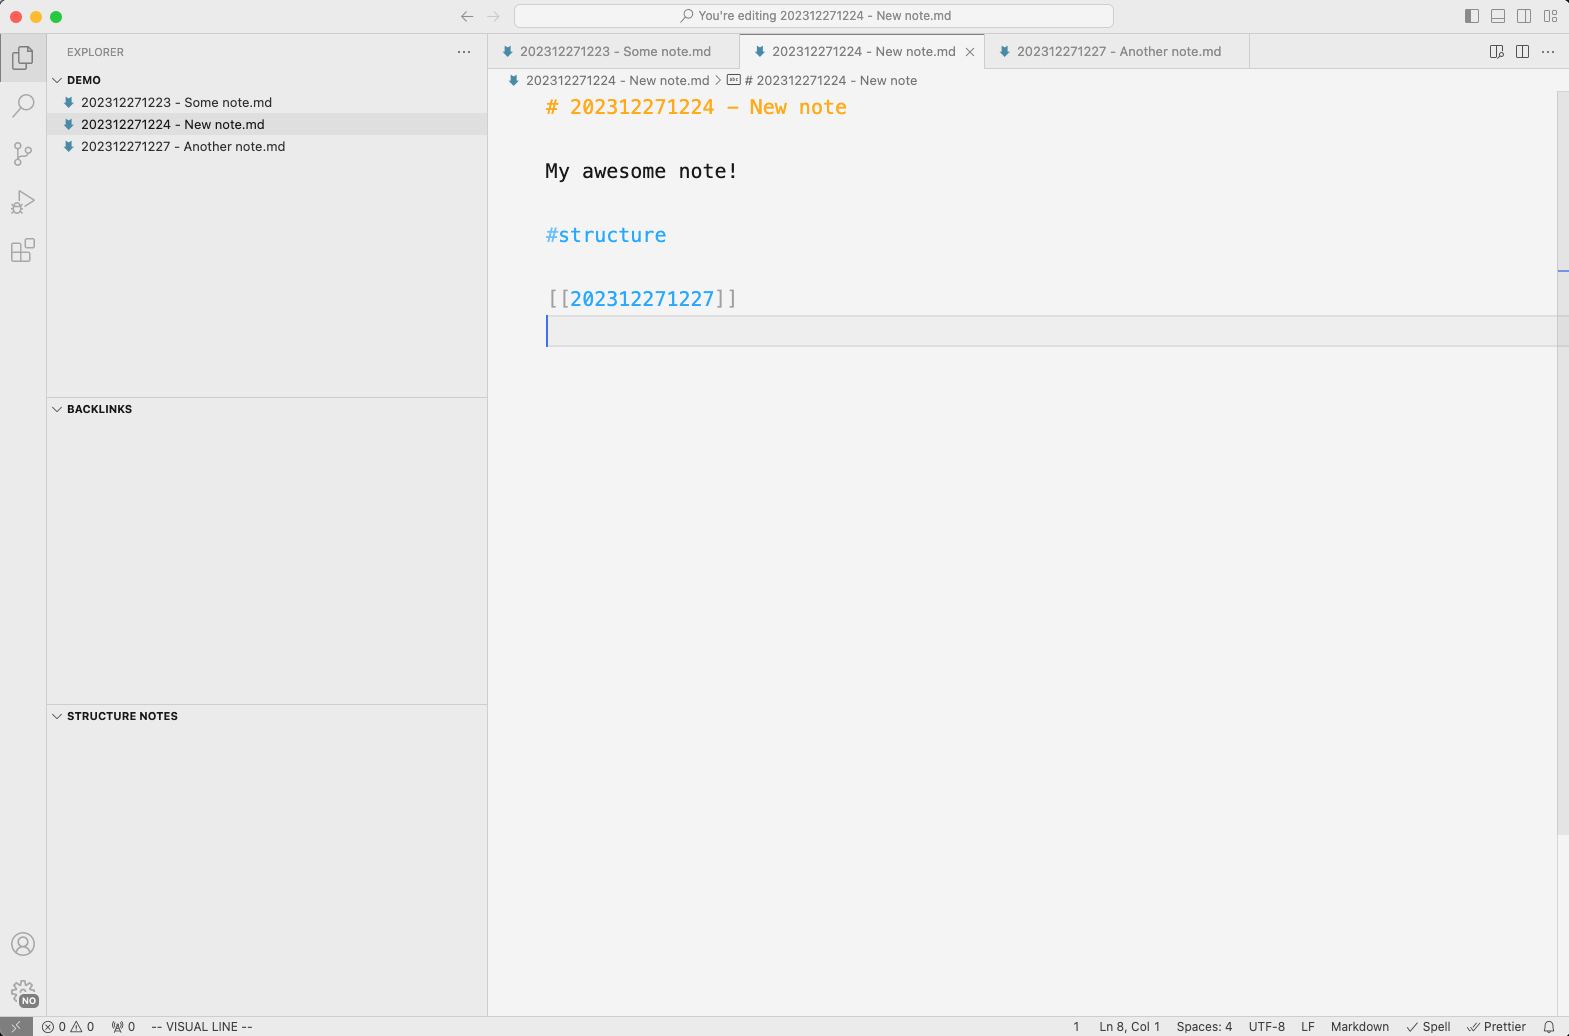 You're editing 202312271224 - New note.md
EXPLORER
DEMO
202312271223 - Some note.md
202312271224 - New note.md
202312271227 - Another note.md
BACKLINKS
STRUCTURE NOTES
202312271223 - Some note.md
202312271224 - New note.md
202312271227 - Another note.md
202312271224 - New note.md > abc # 202312271224 - New note
# 202312271224 - New note
My awesome note!
#structure
[[202312271227]]
NO
0 0 0 -- VISUAL LINE --
1 Ln 8, Col 1 Spaces: 4 UTF-8 LF Markdown Spell Prettier